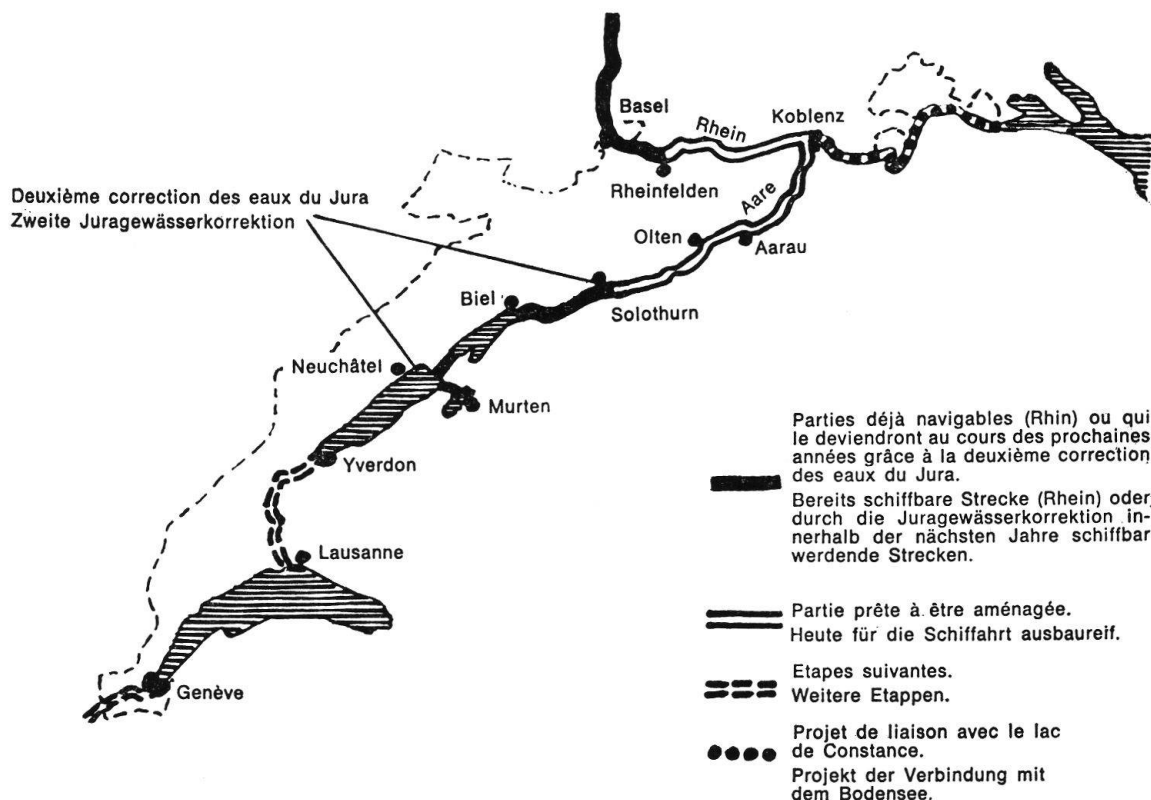 Basel
Rhein
Koblenz
Rheinfelden
Deuxième correction des eaux du Jura
Zweite Juragewässerkorrektion
Aare
Olten
Aarau
Biel
Solothurn
Neuchâtel
Murten
Yverdon
Lausanne
Genève
Parties déjà navigables (Rhin) ou qui
le deviendront au cours des prochaines
années grâce à la deuxième correction
des eaux du Jura.
Bereits schiffbare Strecke (Rhein) oder
durch die Juragewässerkorrektion in-
nerhalb der nächsten Jahre schiffbar
werdende Strecken.
Partie prête à être aménagée.
Heute für die Schiffahrt ausbaureif.
Etapes suivantes.
Weitere Etappen.
Projet de liaison avec le lac
de Constance.
Projekt der Verbindung mit
dem Bodensee.